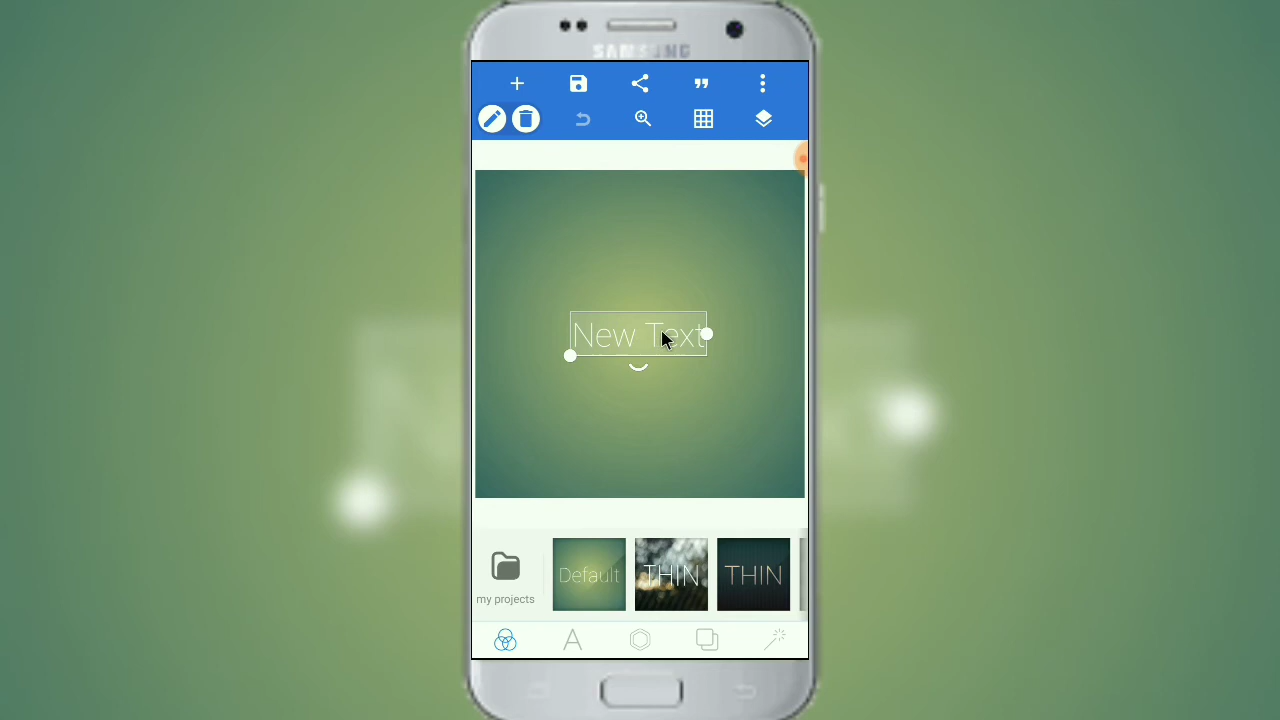 SAMSUNG
New Text
my projects
Default
THIN
THIN